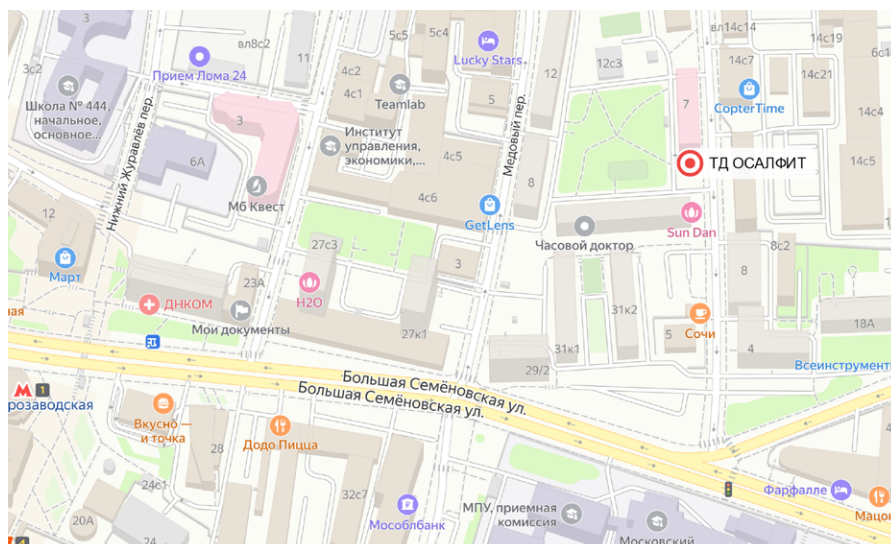 3
вл8с2
11
5с5
5с4
Lucky Stars
12
12с3
вл14с14
14с19
6с1
3с2
Прием Лома 24
4с2
4с1
Teamlab
5
14с7
14с21
CopterTime
Школа № 444,
начальное,
основное...
3
Институт
управления,
экономики,...
7
14с4
Нижний Журавлёв пер.
6А
4с5
Медовый пер.
8
ТД ОСАЛФИТ
14с5
Мб Квест
4с6
GetLens
12
Sun Dan
Март
27с3
3
Часовой доктор
8с2
8
23А
ДНКОМ
H2O
Мои документы
27к1
31к2
31к1
Сочи
5
4
18А
ная
29/2
Всеинструменты
1
розаводская
Большая Семёновская ул.
Большая Семёновская ул.
Вкусно —
и точка
Додо Пицца
28
24с1
32с7
20А
Мособлбанк
МПУ, приемная
комиссия
Московский
Фарфалле
Мацон
4